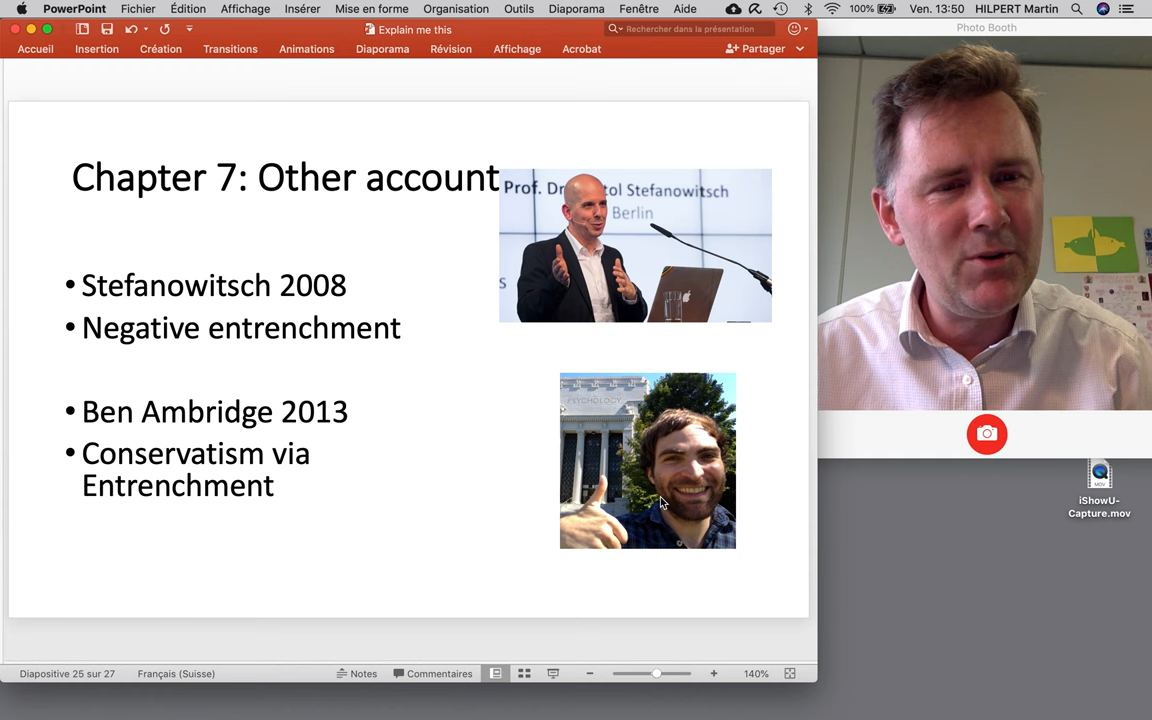 PowerPoint Fichier Édition Affichage Insérer Mise en forme Organisation Outils Diaporama Fenêtre Aide 100% Ven. 13:50 HILPERT Martin
Explain me this
Rechercher dans la présentation
Photo Booth
Accueil Insertion Création Transitions Animations Diaporama Révision Affichage Acrobat Partager
Chapter 7: Other account
Prof. Dr. tol Stefanowitsch
Berlin
S
• Stefanowitsch 2008
• Negative entrenchment
• Ben Ambridge 2013
• Conservatism via
Entrenchment
PSYCHOLOGY
MOV
iShowU-
Capture.mov
Diapositive 25 sur 27 Français (Suisse) Notes Commentaires 140%